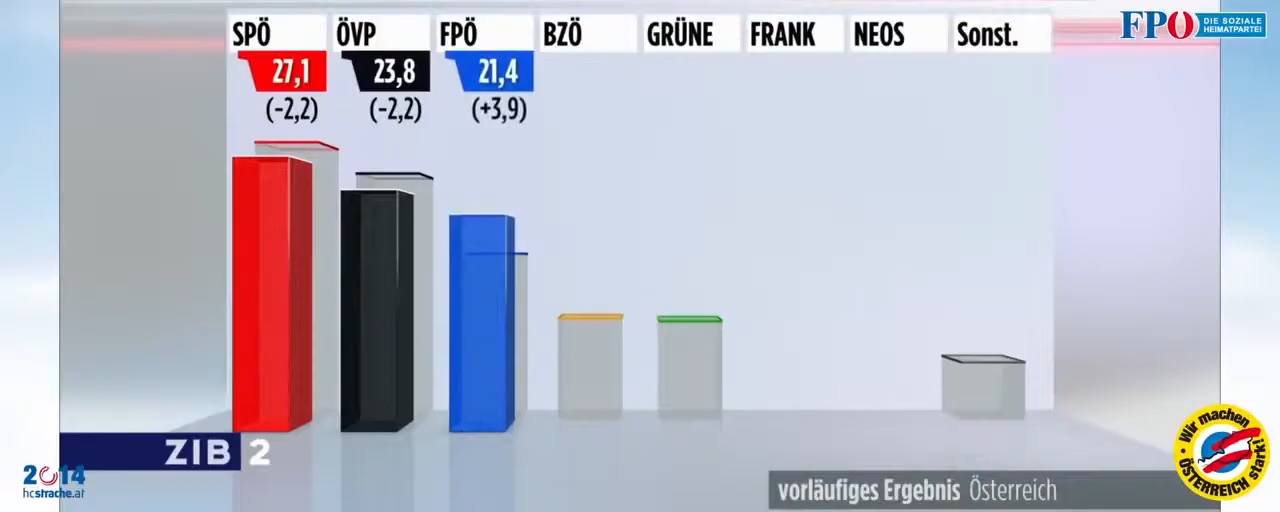 SPÖ ÖVP FPÖ BZÖ GRÜNE FRANK NEOS Sonst.
FPÖ DIE SOZIALE
HEIMATPARTEI
27,1 23,8 21,4
(-2,2) (-2,2) (+3,9)
Wir machen
ÖSTERREICH stark!
ZIB 2
2014
hcstrache.at
vorläufiges Ergebnis Österreich